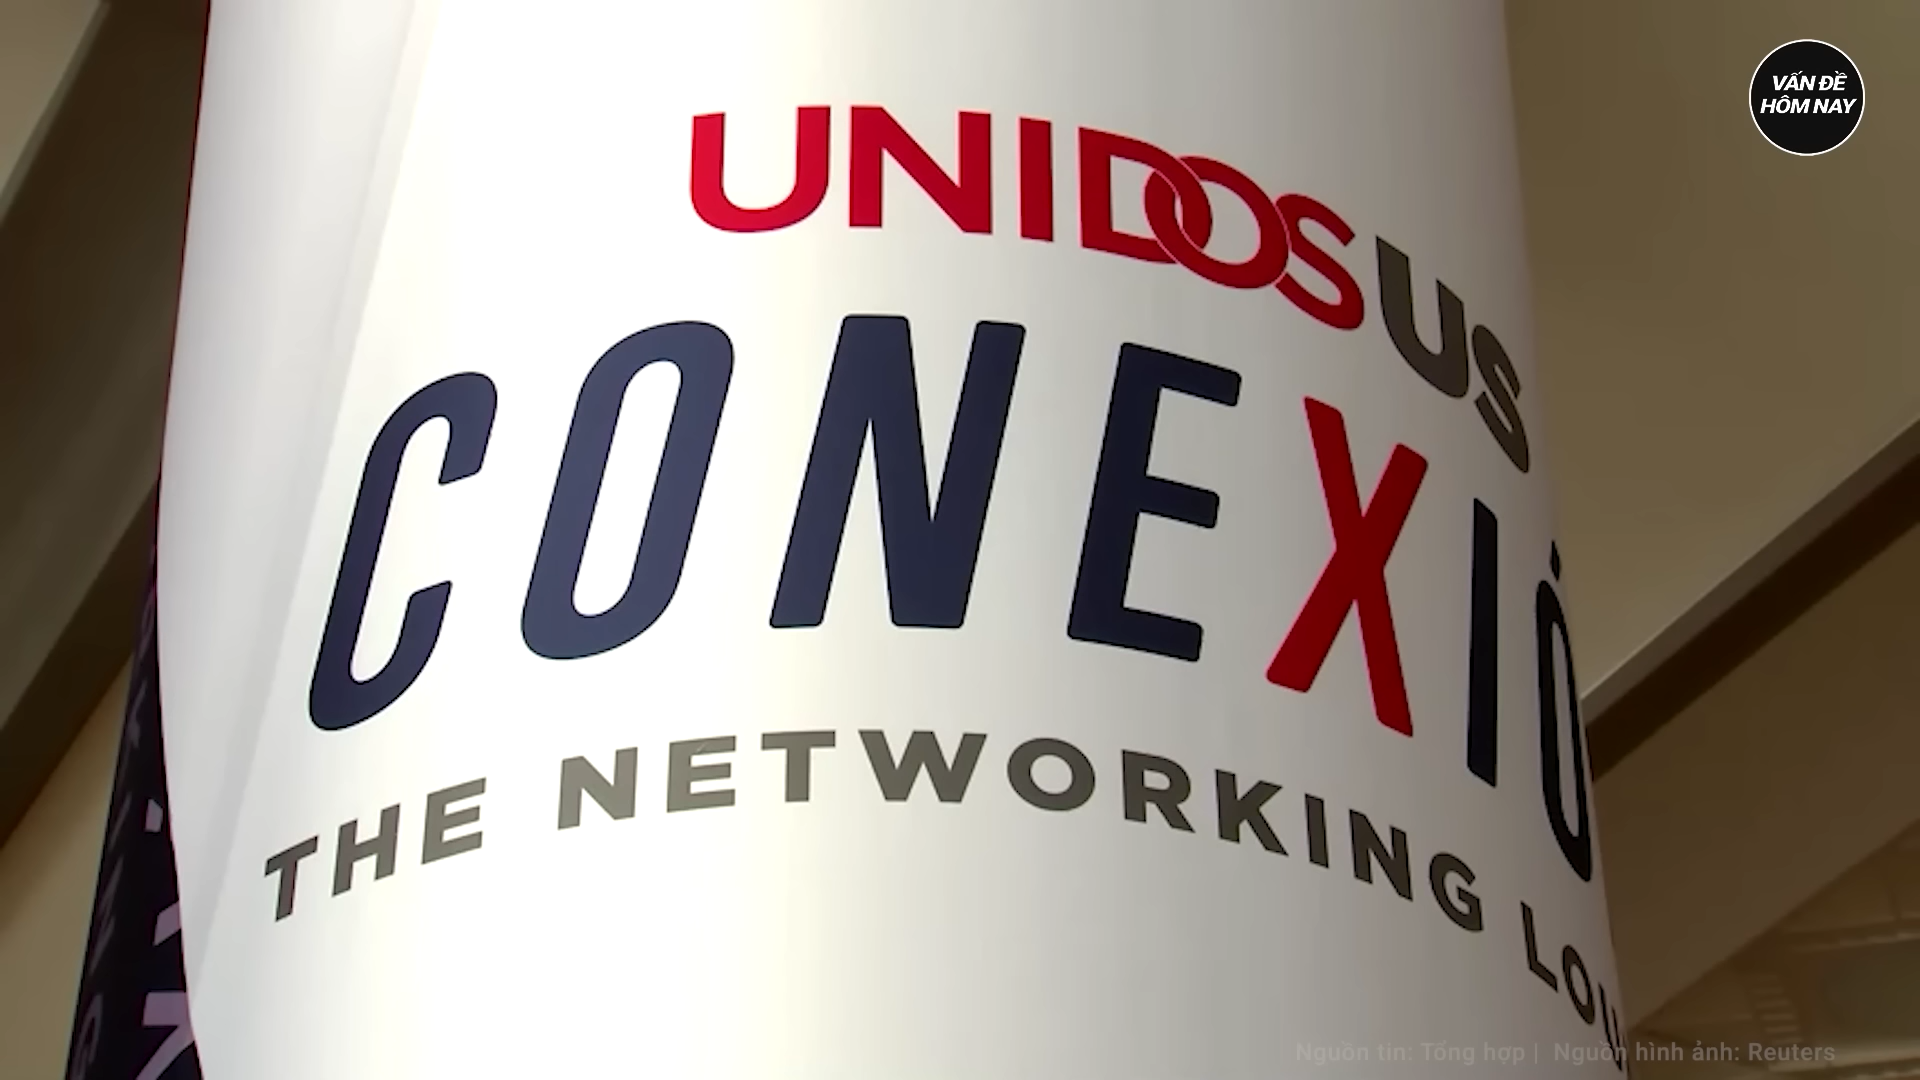 VẤN ĐỀ
HÔM NAY
UNIDOSUS
CONEXIÓ
THE NETWORKING LOU
Nguồn tin: Tổng hợp | Nguồn hình ảnh: Reuters